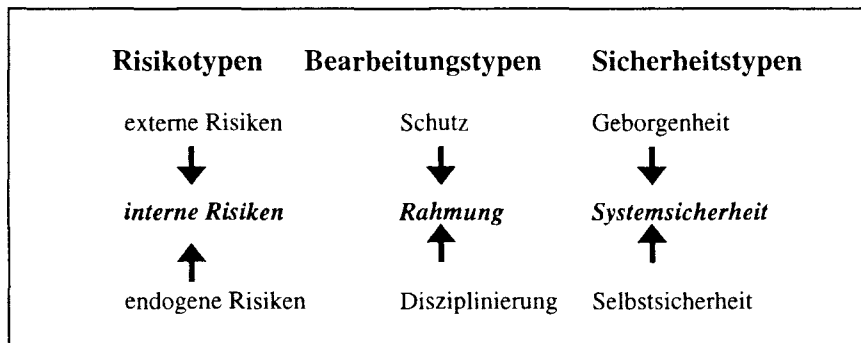 Risikotypen Bearbeitungstypen Sicherheitstypen
externe Risiken Schutz Geborgenheit
interne Risiken Rahmung Systemsicherheit
endogene Risiken Disziplinierung Selbstsicherheit